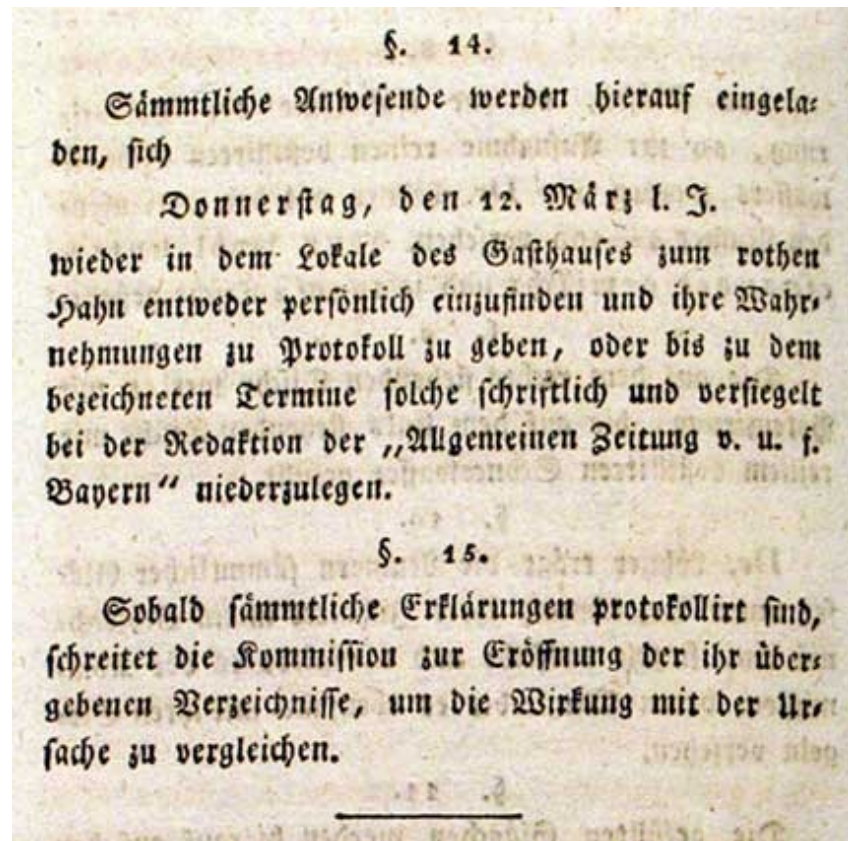 §. 14.
Sämmtliche Anwesende werden hierauf eingela⸗
den, sich
Donnerstag, den 12. März l. J.
wieder in dem Lokale des Gasthauses zum rothen
Hahn entweder persönlich einzufinden und ihre Wahr⸗
nehmungen zu Protokoll zu geben, oder bis zu dem
bezeichneten Termine solche schriftlich und versiegelt
bei der Redaktion der „Allgemeinen Zeitung v. u. f.
Bayern“ niederzulegen.
§. 15.
Sobald sämmtliche Erklärungen protokollirt sind,
schreitet die Kommission zur Eröffnung der ihr über⸗
gebenen Verzeichnisse, um die Wirkung mit der Ur⸗
sache zu vergleichen.